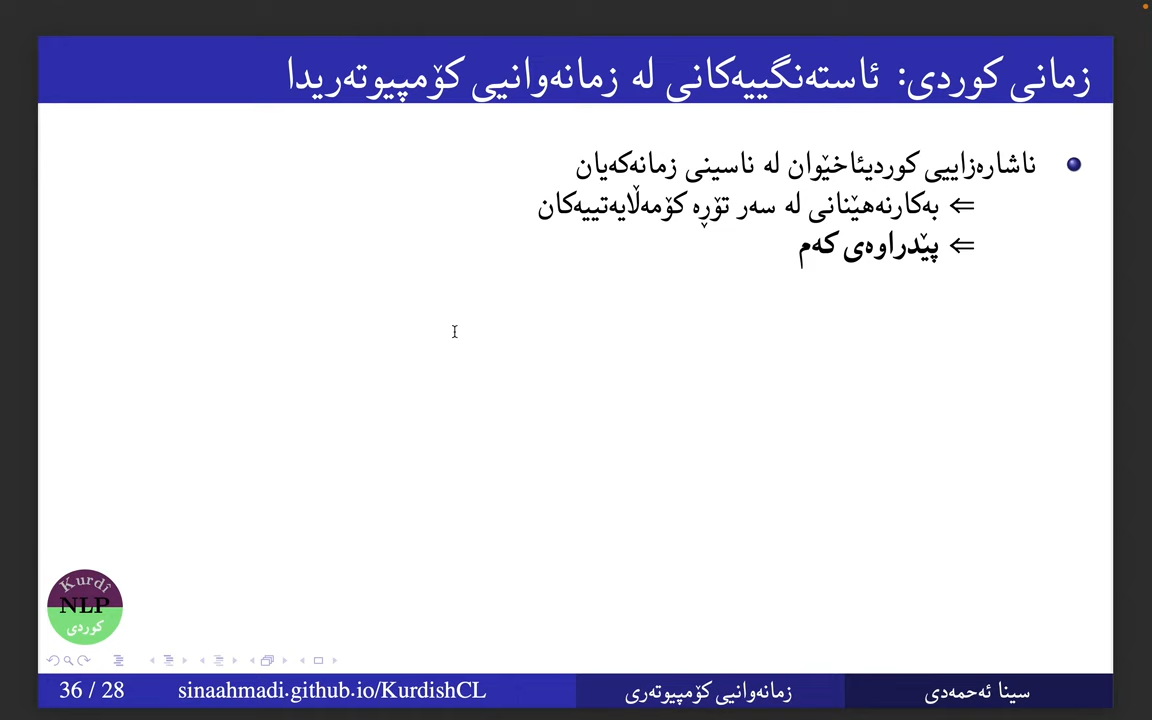 زمانی کوردی: ئاستەنگییەکانی لە زمانەوانیی کۆمپیوتەریدا
ناشارەزاییی کوردیئاخێوان لە ناسینی زمانەکەیان
⇐ بەکارنەهێنانی لە سەر تۆڕە کۆمەڵایەتییەکان
⇐ پێدراوەی کەم
Kurdî
NLP
کوردی
سینا ئەحمەدی
زمانەوانیی کۆمپیوتەری
sinaahmadi.github.io/KurdishCL
36 / 28